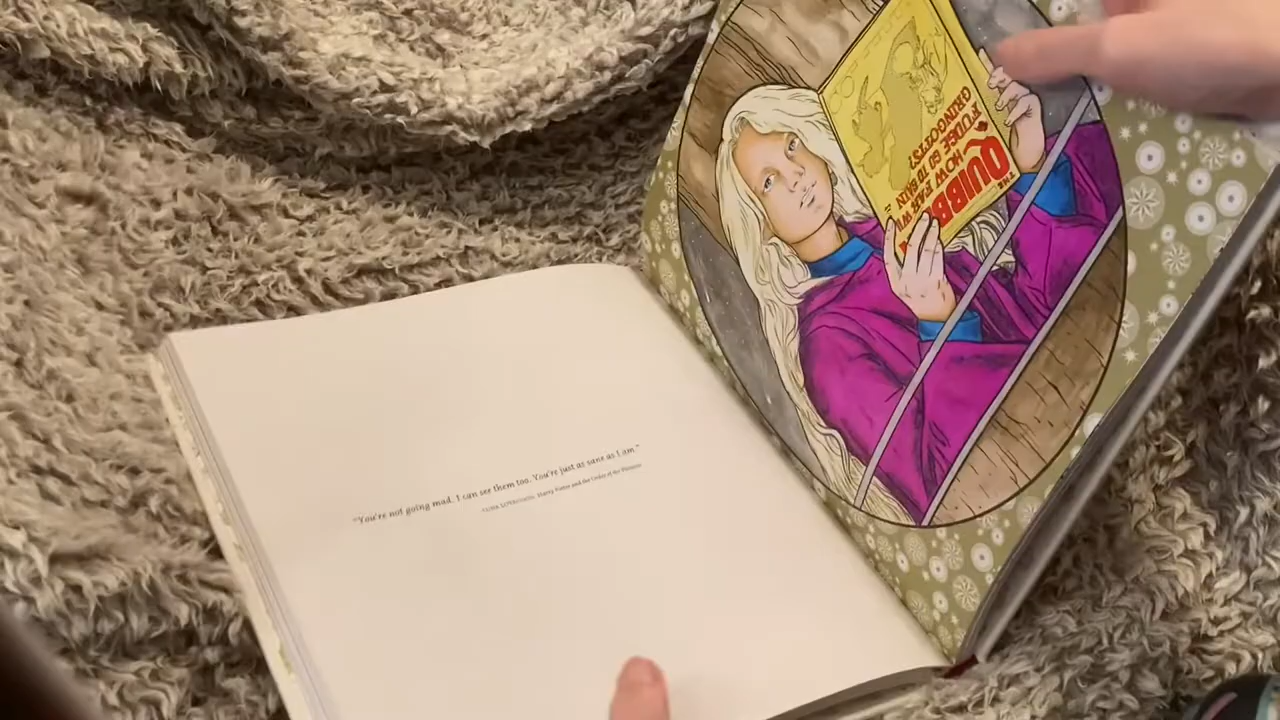 "You're not going mad. I can see them too. You're just as sane as I am."
LUNA LOVEGOOD, Harry Potter and the Order of the Phoenix
THE
QUIBB
HOW FAR WI
FUDGE GO TO GAIN
GRINGOTTS?